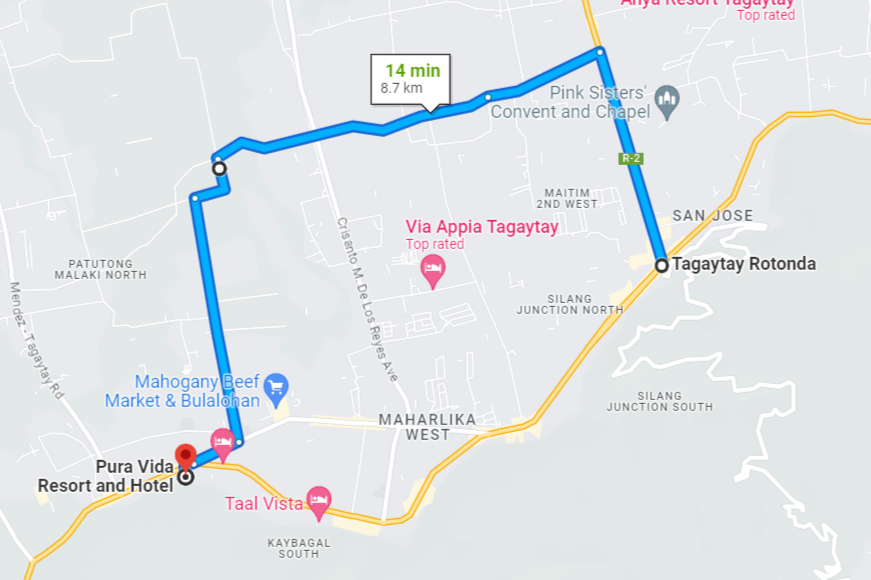 Anya Resort Tagaytay
Top rated
14 min
8.7 km
Pink Sisters'
Convent and Chapel
R-2
MAITIM
2ND WEST
SAN JOSE
Via Appia Tagaytay
Top rated
Tagaytay Rotonda
PATUTONG
MALAKI NORTH
Crisanto M. De Los Reyes Ave
SILANG
JUNCTION NORTH
Mendez - Tagaytay Rd
Mahogany Beef
Market & Bulalohan
SILANG
JUNCTION SOUTH
MAHARLIKA
WEST
Pura Vida
Resort and Hotel
Taal Vista
KAYBAGAL
SOUTH